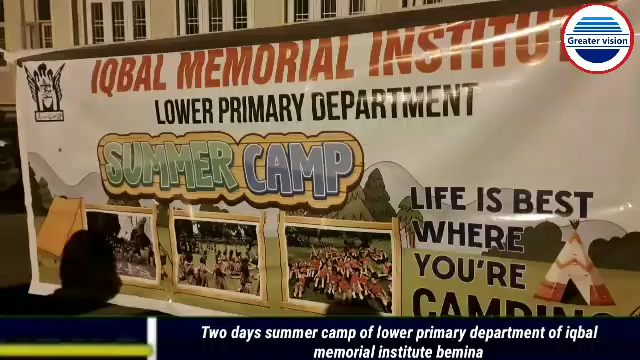 IQBAL MEMORIAL INSTITUT
LOWER PRIMARY DEPARTMENT
SUMMER CAMP
LIFE IS BEST
WHERE
YOU'RE
CAMPING
Greater vision
Two days summer camp of lower primary department of iqbal
memorial institute bemina